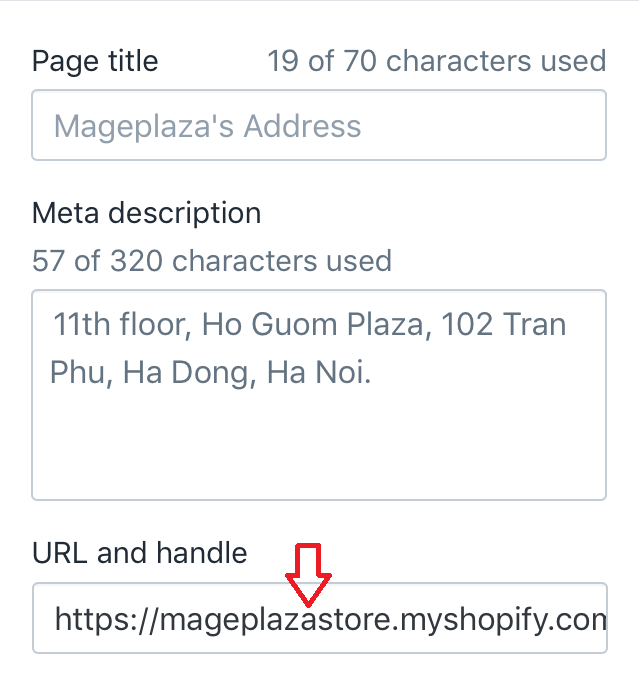 Page title 19 of 70 characters used
Mageplaza's Address
Meta description
57 of 320 characters used
11th floor, Ho Guom Plaza, 102 Tran
Phu, Ha Dong, Ha Noi.
URL and handle
https://mageplazastore.myshopify.com